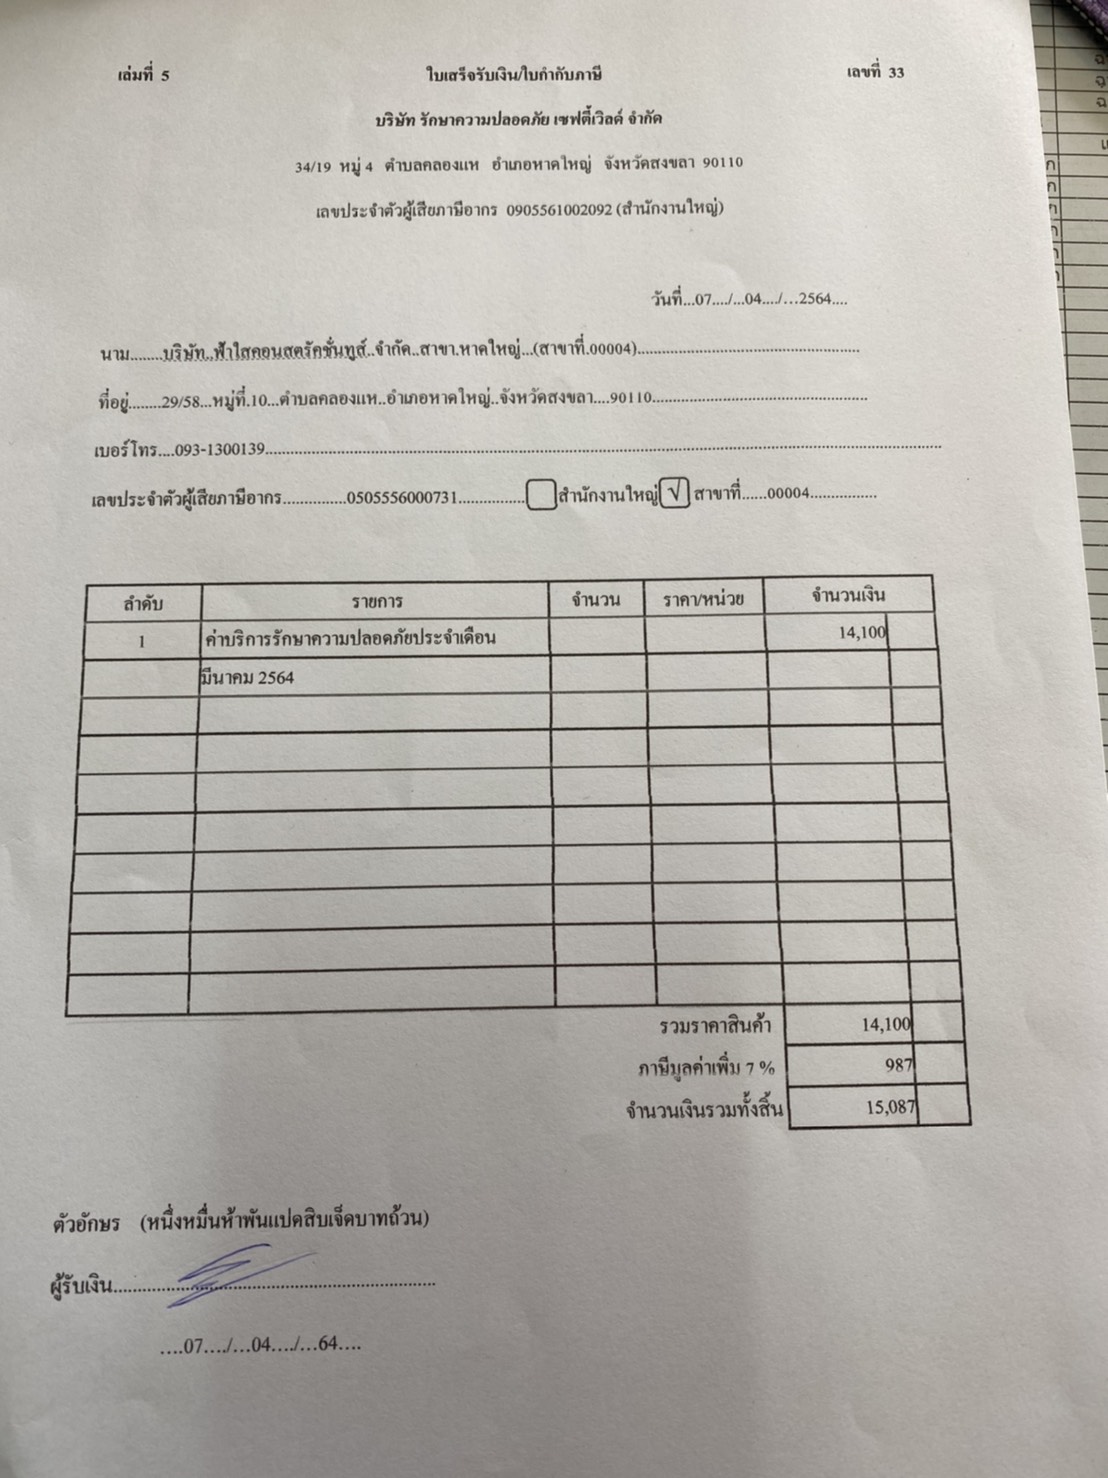 เล่มที่ 5 ใบเสร็จรับเงิน/ใบกำกับภาษี เลขที่ 33
บริษัท รักษาความปลอดภัย เซฟตี้เวิลด์ จำกัด
34/19 หมู่ 4 ตำบลคลองแห อำเภอหาดใหญ่ จังหวัดสงขลา 90110
เลขประจำตัวผู้เสียภาษีอากร 0905561002092 (สำนักงานใหญ่)
วันที่...07..../...04..../...2564....
นาม........บริษัท..ฟ้าใสคอนสตรัคชั่นทูลส์..จำกัด..สาขา.หาดใหญ่...(สาขาที่.00004)................................................
ที่อยู่........29/58...หมู่ที่.10...ตำบลคลองแห..อำเภอหาดใหญ่..จังหวัดสงขลา....90110................................................
เบอร์โทร....093-1300139................................................
เลขประจำตัวผู้เสียภาษีอากร...............0505556000731................ สำนักงานใหญ่ √ สาขาที่......00004................
ลำดับ รายการ จำนวน ราคา/หน่วย จำนวนเงิน
1 ค่าบริการรักษาความปลอดภัยประจำเดือน 14,100
มีนาคม 2564
รวมราคาสินค้า 14,100
ภาษีมูลค่าเพิ่ม 7 % 987
จำนวนเงินรวมทั้งสิ้น 15,087
ตัวอักษร (หนึ่งหมื่นห้าพันแปดสิบเจ็ดบาทถ้วน)
ผู้รับเงิน................................................
....07..../...04..../...64....